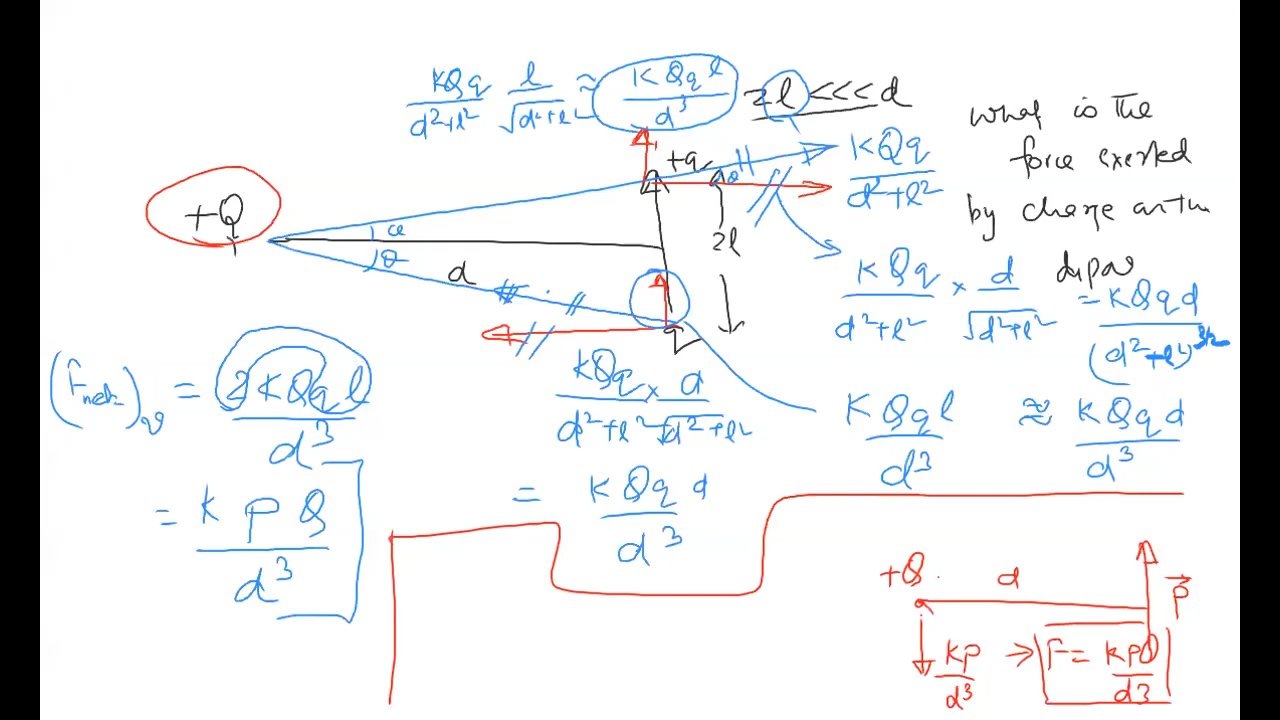 KQq/(d²+l²) l/√(d²+l²) ≈ KQql/d³
2l <<< d
what is the
force exerted
by charge on the
dipole
+Q
+q
θ
KQq/(d²+l²)
α
θ
d
2l
q
KQq/(d²+l²) × d/√(d²+l²) = KQqd/(d²+l²)^3/2
≈ KQqd/d³
KQq/(d²+l²) × d/√(d²+l²)
= KQqd/d³
KQql/d³
(Fnet)y = 2KQql/d³
= kpQ/d³
+Q
d
P⃗
kp/d³ ⇒ F = kpQ/d3